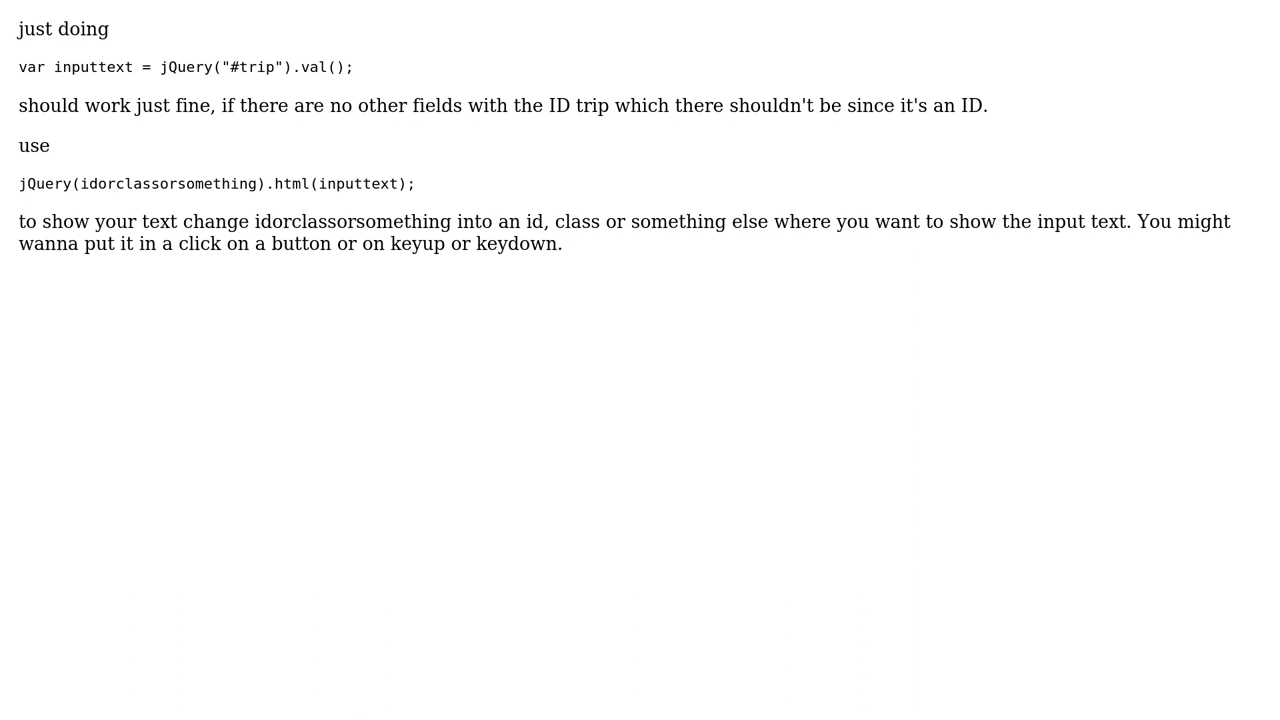 just doing
var inputtext = jQuery("#trip").val();
should work just fine, if there are no other fields with the ID trip which there shouldn't be since it's an ID.
use
jQuery(idorclassorsomething).html(inputtext);
to show your text change idorclassorsomething into an id, class or something else where you want to show the input text. You might
wanna put it in a click on a button or on keyup or keydown.